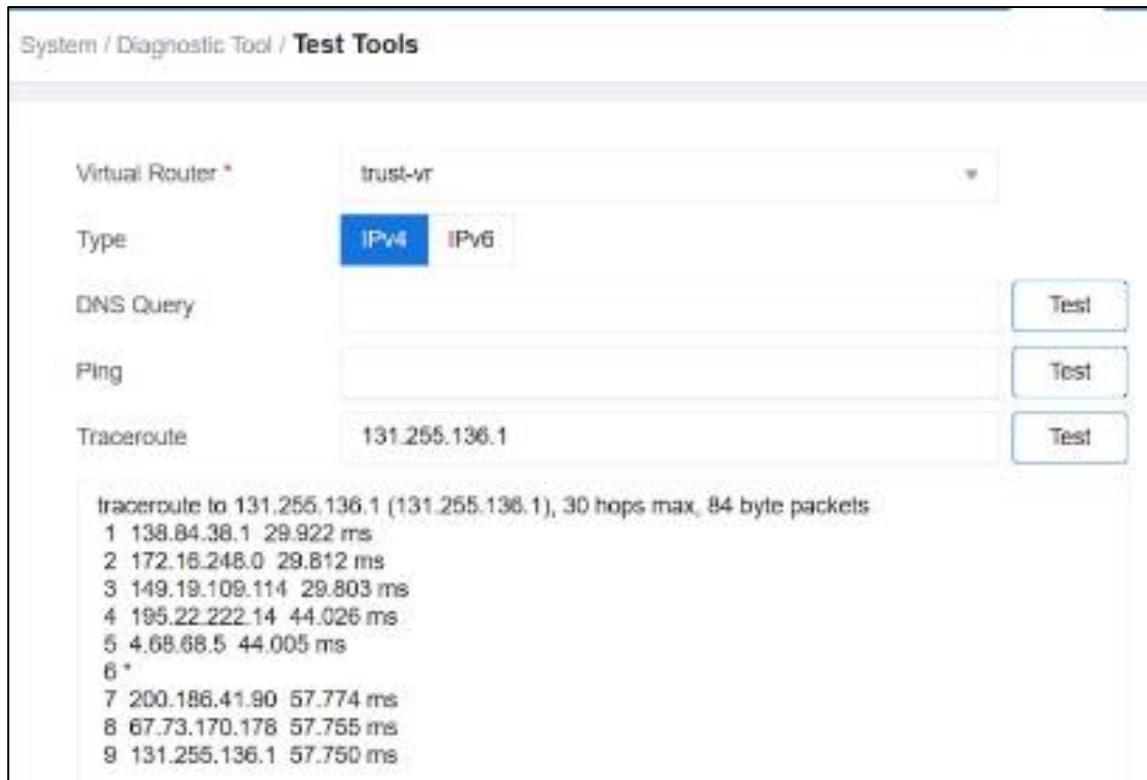 System / Diagnostic Tool / Test Tools
Virtual Router * trust-vr
Type IPv4 IPv6
DNS Query Test
Ping Test
Traceroute 131.255.136.1 Test
traceroute to 131.255.136.1 (131.255.136.1), 30 hops max, 84 byte packets
1 138.84.38.1 29.922 ms
2 172.16.248.0 29.812 ms
3 149.19.109.114 29.803 ms
4 195.22.222.14 44.026 ms
5 4.68.68.5 44.005 ms
6 *
7 200.186.41.90 57.774 ms
8 67.73.170.178 57.755 ms
9 131.255.136.1 57.750 ms